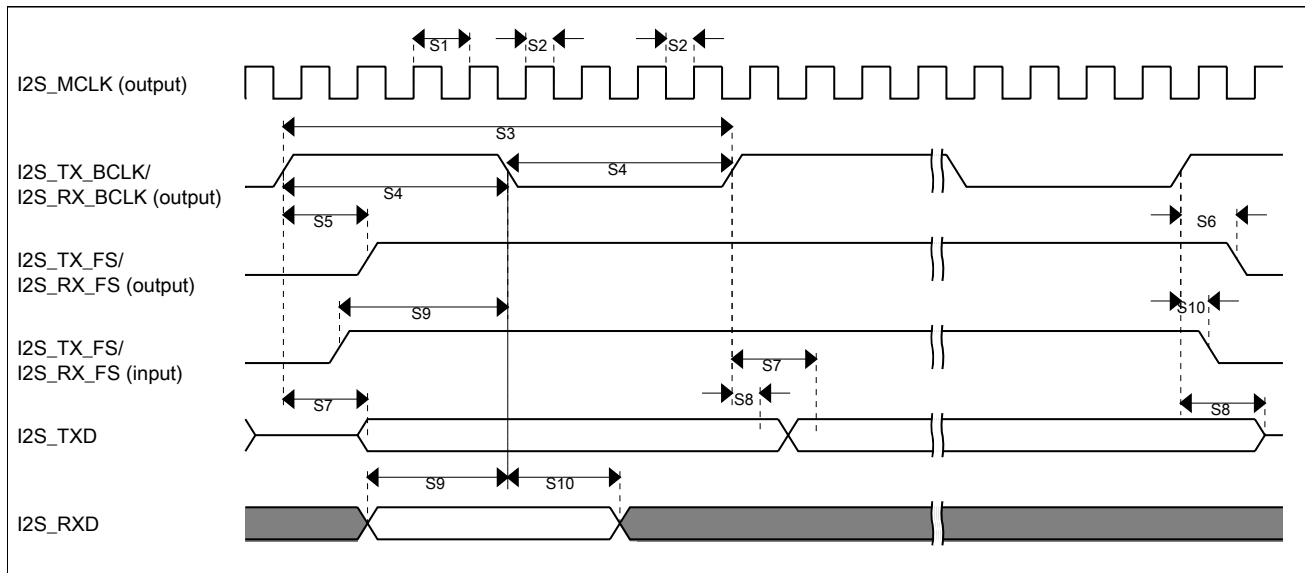 S1
S2
S2
I2S_MCLK (output)
S3
I2S_TX_BCLK/
I2S_RX_BCLK (output)
S4
S4
S5
S6
I2S_TX_FS/
I2S_RX_FS (output)
S9
S10
I2S_TX_FS/
I2S_RX_FS (input)
S7
S7
S8
S8
I2S_TXD
S9
S10
I2S_RXD